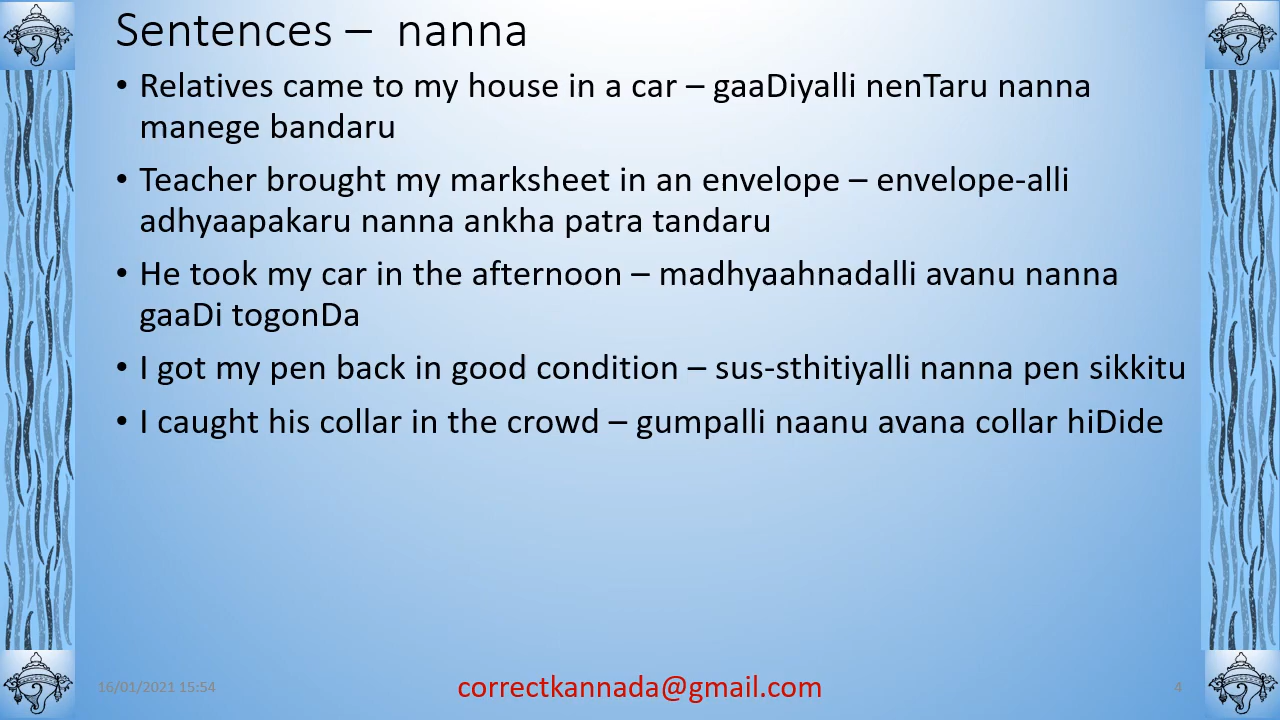 Sentences – nanna
• Relatives came to my house in a car – gaaDiyalli nenTaru nanna
manege bandaru
• Teacher brought my marksheet in an envelope – envelope-alli
adhyaapakaru nanna ankha patra tandaru
• He took my car in the afternoon – madhyaahnadalli avanu nanna
gaaDi togonDa
• I got my pen back in good condition – sus-sthitiyalli nanna pen sikkitu
• I caught his collar in the crowd – gumpalli naanu avana collar hiDide
16/01/2021 15:54
correctkannada@gmail.com
4